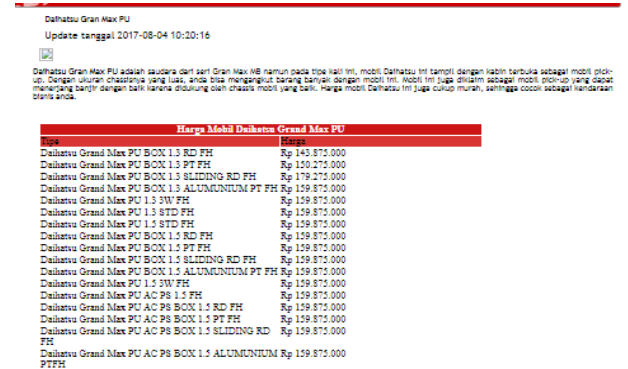 Daihatsu Gran Max PU
Update tanggal 2017-08-04 10:20:16
Daihatsu Gran Max PU adalah saudara dari seri Gran Max MB namun pada tipe kali ini, mobil Daihatsu ini tampil dengan kabin terbuka sebagai mobil pick-
up. Dengan ukuran chassisnya yang luas, anda bisa mengangkut barang banyak dengan mobil ini. Mobil ini juga diklaim sebagai mobil pick-up yang dapat
menerjang banjir dengan baik karena didukung oleh chassis mobil yang baik. Harga mobil Daihatsu ini juga cukup murah, sehingga cocok sebagai kendaraan
bisnis anda.
Harga Mobil Daihatsu Grand Max PU
Tipe Harga
Daihatsu Grand Max PU BOX 1.3 RD FH Rp 143.875.000
Daihatsu Grand Max PU BOX 1.3 PT FH Rp 150.275.000
Daihatsu Grand Max PU BOX 1.3 SLIDING RD FH Rp 179.275.000
Daihatsu Grand Max PU BOX 1.3 ALUMUNIUM PT FH Rp 159.875.000
Daihatsu Grand Max PU 1.3 3W FH Rp 159.875.000
Daihatsu Grand Max PU 1.3 STD FH Rp 159.875.000
Daihatsu Grand Max PU 1.5 STD FH Rp 159.875.000
Daihatsu Grand Max PU BOX 1.5 RD FH Rp 159.875.000
Daihatsu Grand Max PU BOX 1.5 PT FH Rp 159.875.000
Daihatsu Grand Max PU BOX 1.5 SLIDING RD FH Rp 159.875.000
Daihatsu Grand Max PU BOX 1.5 ALUMUNIUM PT FH Rp 159.875.000
Daihatsu Grand Max PU 1.5 3W FH Rp 159.875.000
Daihatsu Grand Max PU AC PS 1.5 FH Rp 159.875.000
Daihatsu Grand Max PU AC PS BOX 1.5 RD FH Rp 159.875.000
Daihatsu Grand Max PU AC PS BOX 1.5 PT FH Rp 159.875.000
Daihatsu Grand Max PU AC PS BOX 1.5 SLIDING RD Rp 159.875.000
FH
Daihatsu Grand Max PU AC PS BOX 1.5 ALUMUNIUM Rp 159.875.000
PTFH